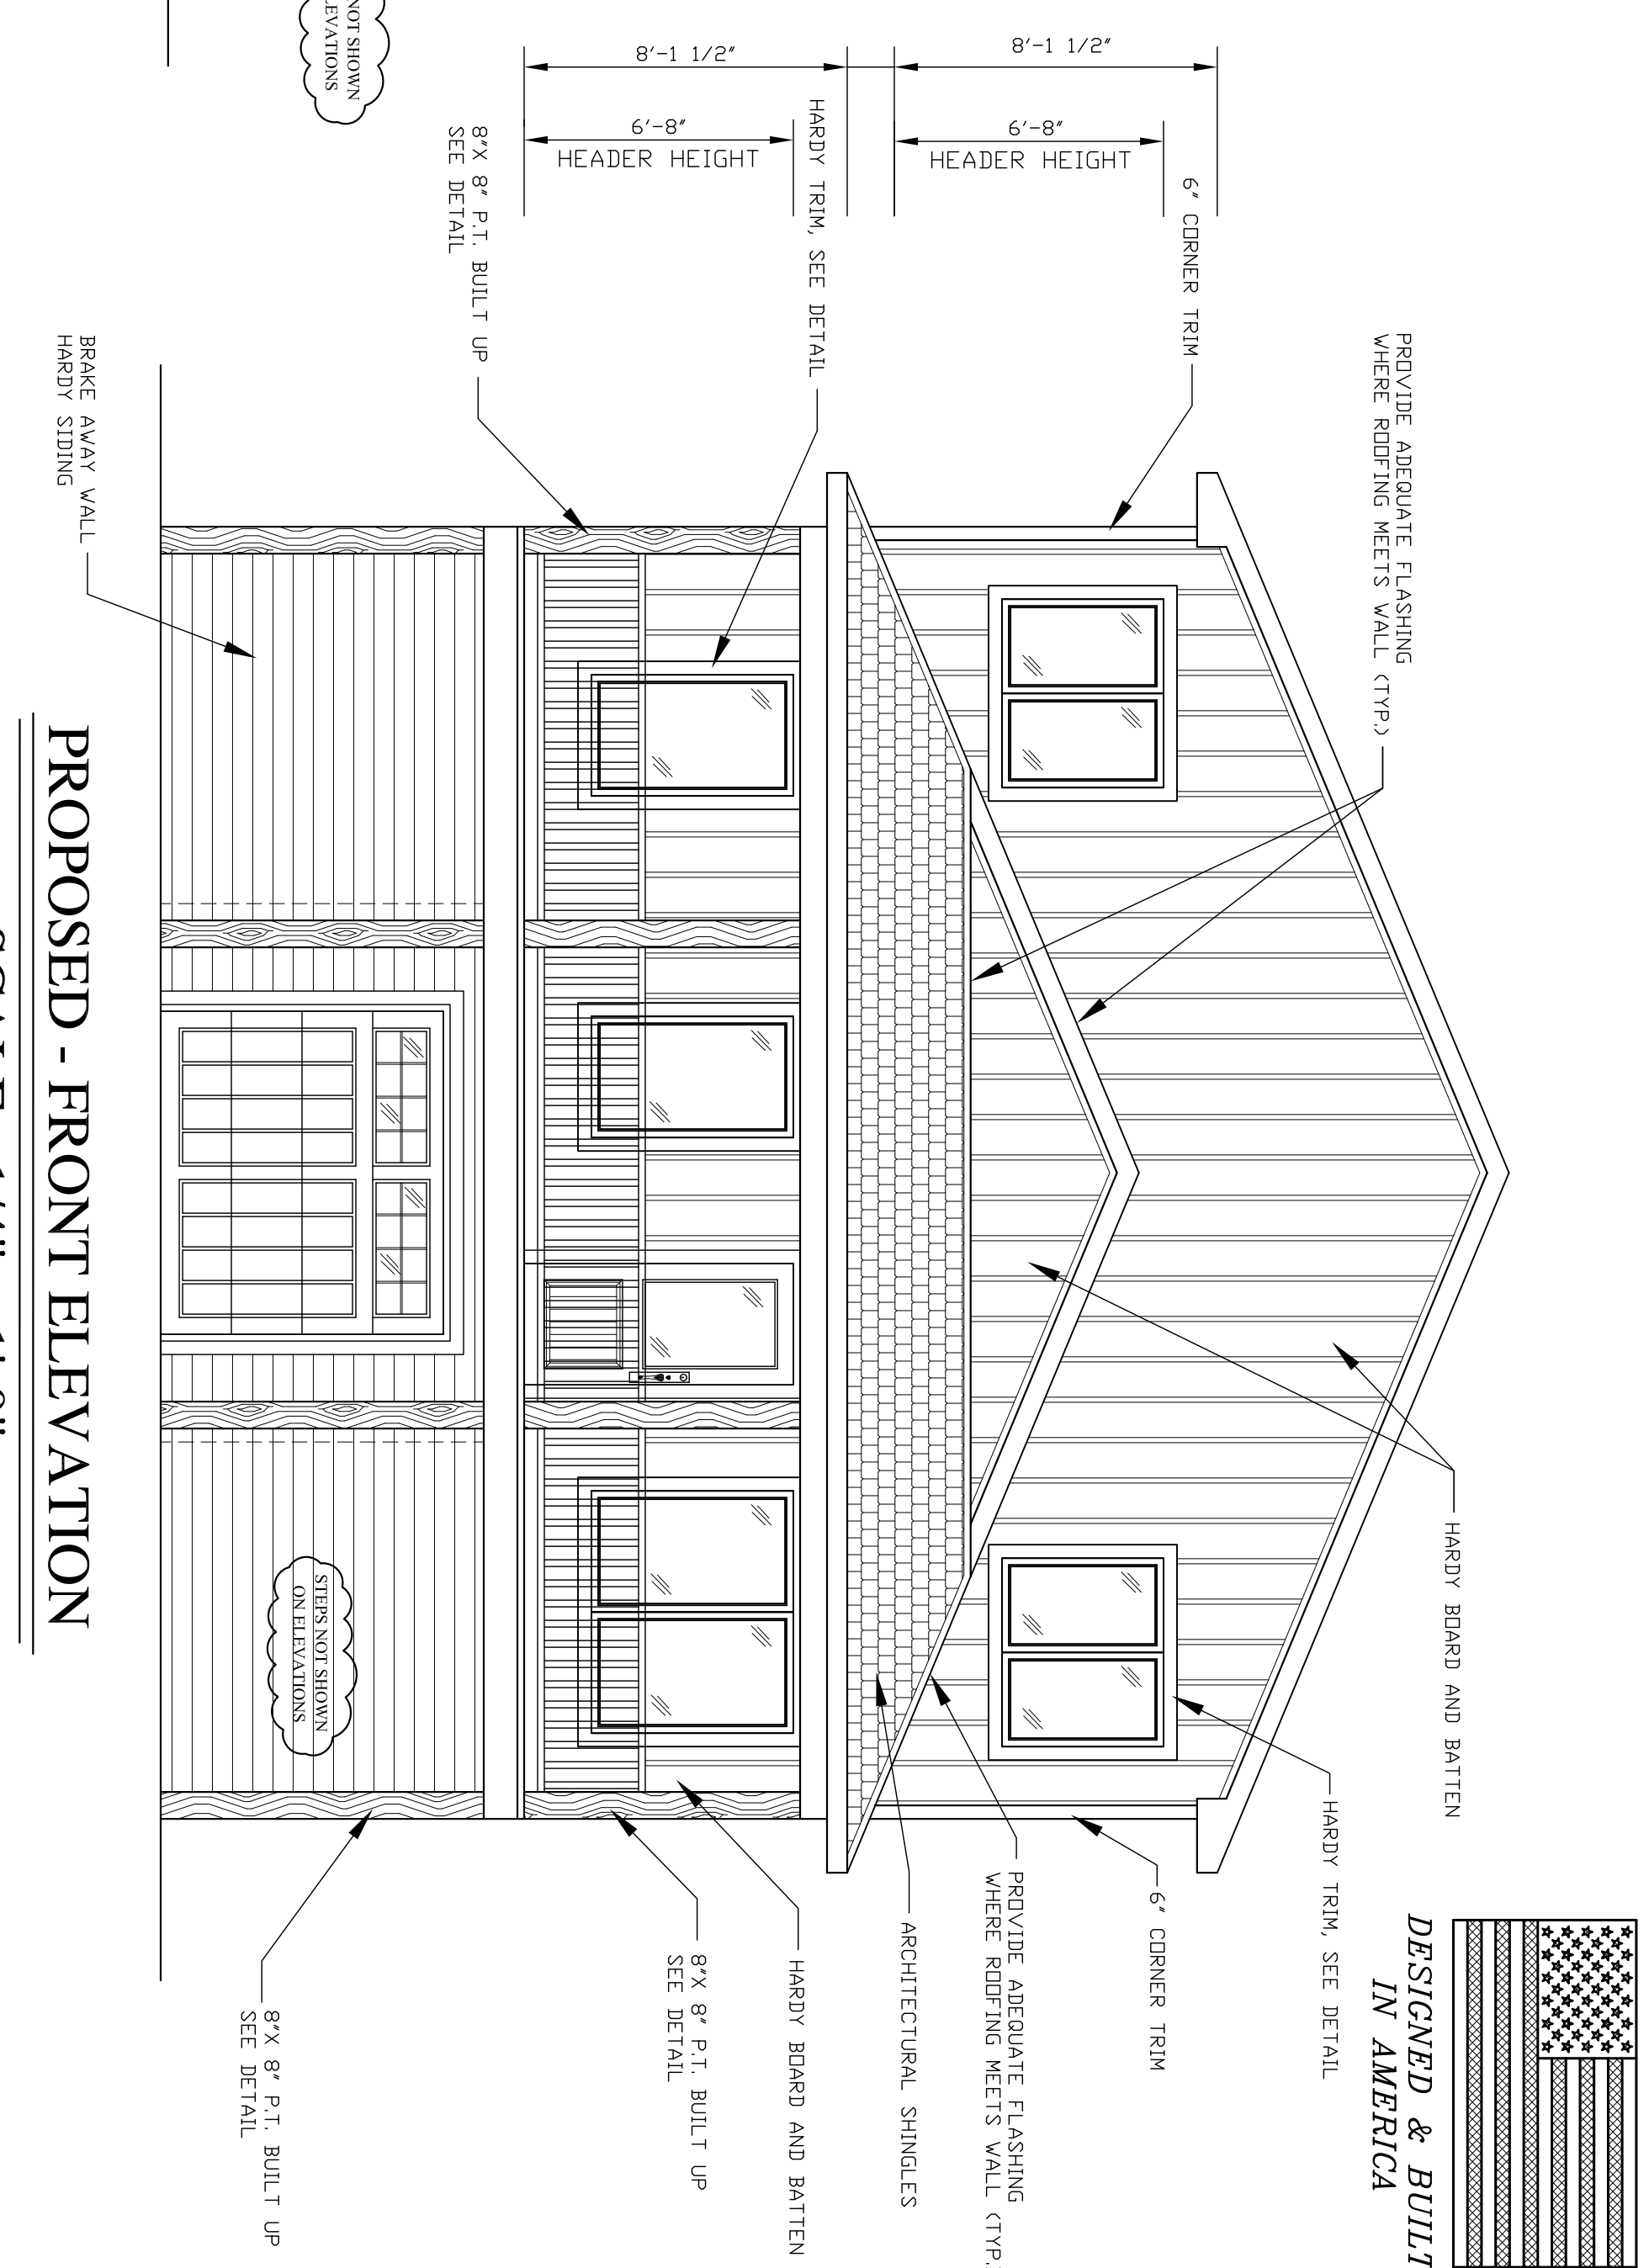 PROVIDE ADEQUATE FLASHING
WHERE ROOFING MEETS WALL (TYP.)
6" CORNER TRIM
8'-1 1/2"
6'-8"
HEADER HEIGHT
HARDY TRIM, SEE DETAIL
8'-1 1/2"
6'-8"
HEADER HEIGHT
8"X 8" P.T. BUILT UP
SEE DETAIL
NOT SHOWN
BRAKE AWAY WALL
HARDY SIDING
DESIGNED & BUILT
IN AMERICA
HARDY BOARD AND BATTEN
HARDY TRIM, SEE DETAIL
6" CORNER TRIM
PROVIDE ADEQUATE FLASHING
WHERE ROOFING MEETS WALL (TYP.
ARCHITECTURAL SHINGLES
HARDY BOARD AND BATTEN
8"X 8" P.T. BUILT UP
SEE DETAIL
8"X 8" P.T. BUILT UP
SEE DETAIL
STEPS NOT SHOWN
ON ELEVATIONS
PROPOSED - FRONT ELEVATION